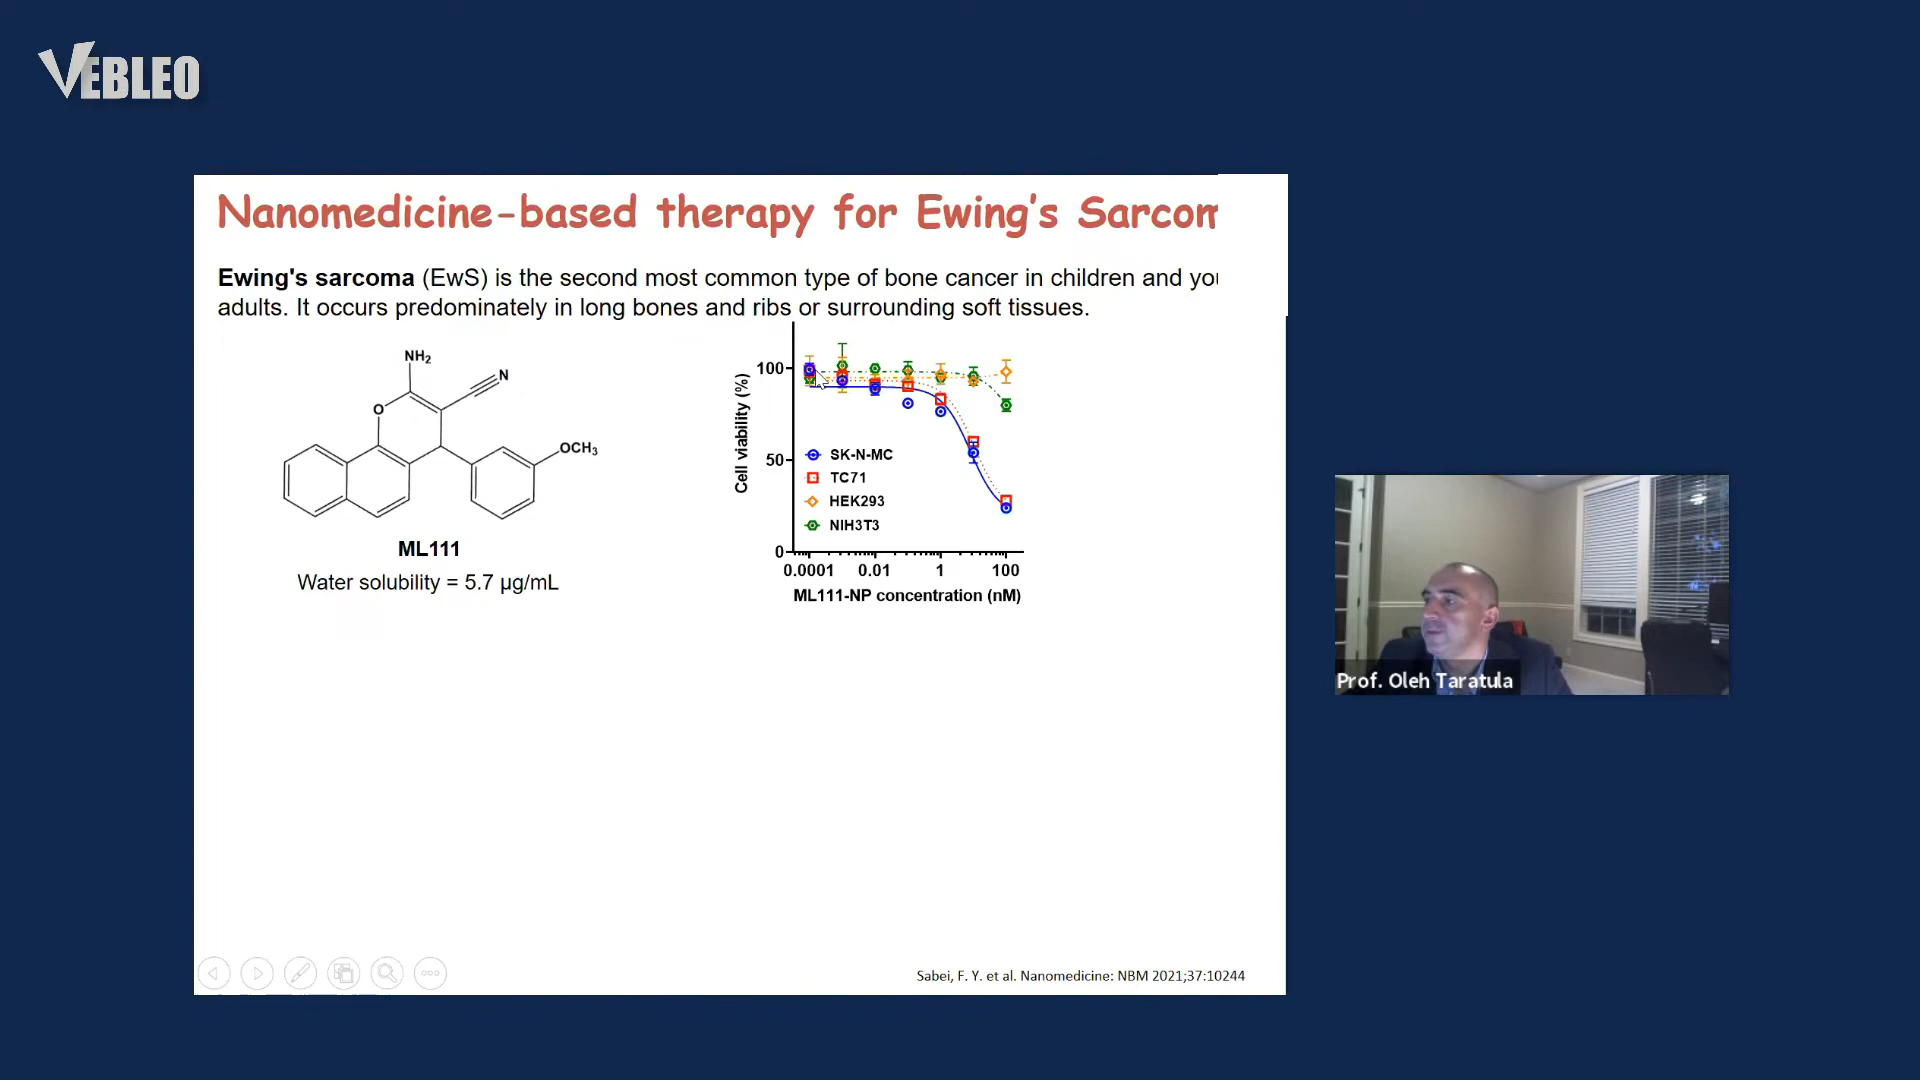 VEBLEO
Nanomedicine-based therapy for Ewing's Sarcom
Ewing's sarcoma (EwS) is the second most common type of bone cancer in children and you
adults. It occurs predominately in long bones and ribs or surrounding soft tissues.
NH2
N
O
OCH3
ML111
Water solubility = 5.7 µg/mL
Cell viability (%)
100
50
0
SK-N-MC
TC71
HEK293
NIH3T3
0.0001 0.01 1 100
ML111-NP concentration (nM)
Prof. Oleh Taratula
Sabei, F. Y. et al. Nanomedicine: NBM 2021;37:10244